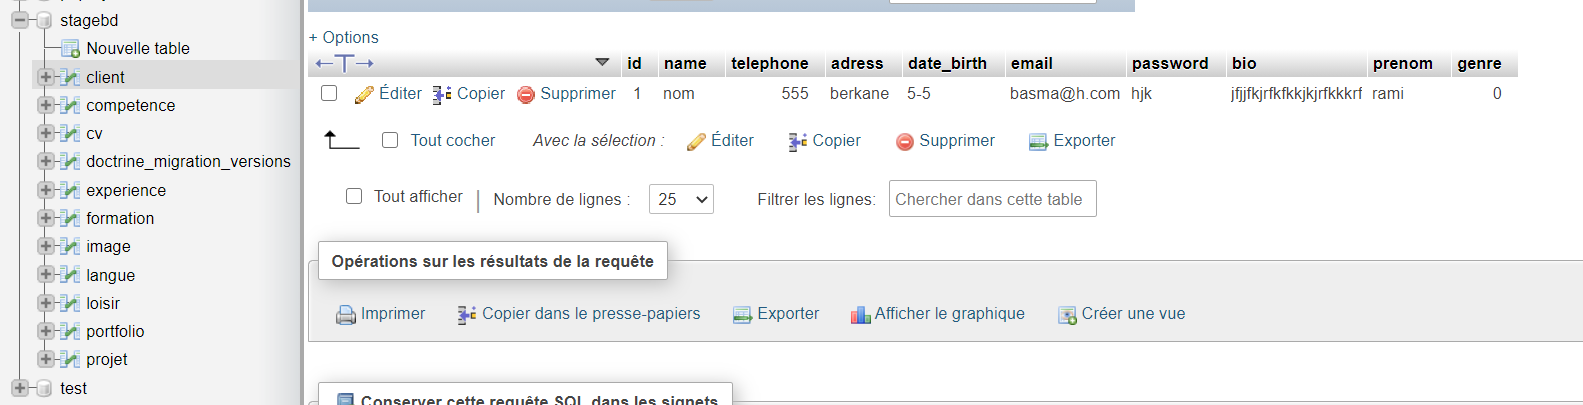 stagebd
Nouvelle table
client
competence
cv
doctrine_migration_versions
experience
formation
image
langue
loisir
portfolio
projet
test
+ Options
id name telephone adress date_birth email password bio prenom genre
Éditer Copier Supprimer 1 nom 555 berkane 5-5 basma@h.com hjk jfjjfkjrfkfkkjkjrfkkkrf rami 0
Tout cocher Avec la sélection : Éditer Copier Supprimer Exporter
Tout afficher Nombre de lignes : 25 Filtrer les lignes: Chercher dans cette table
Opérations sur les résultats de la requête
Imprimer Copier dans le presse-papiers Exporter Afficher le graphique Créer une vue
Conserver cette requête SQL dans les signets